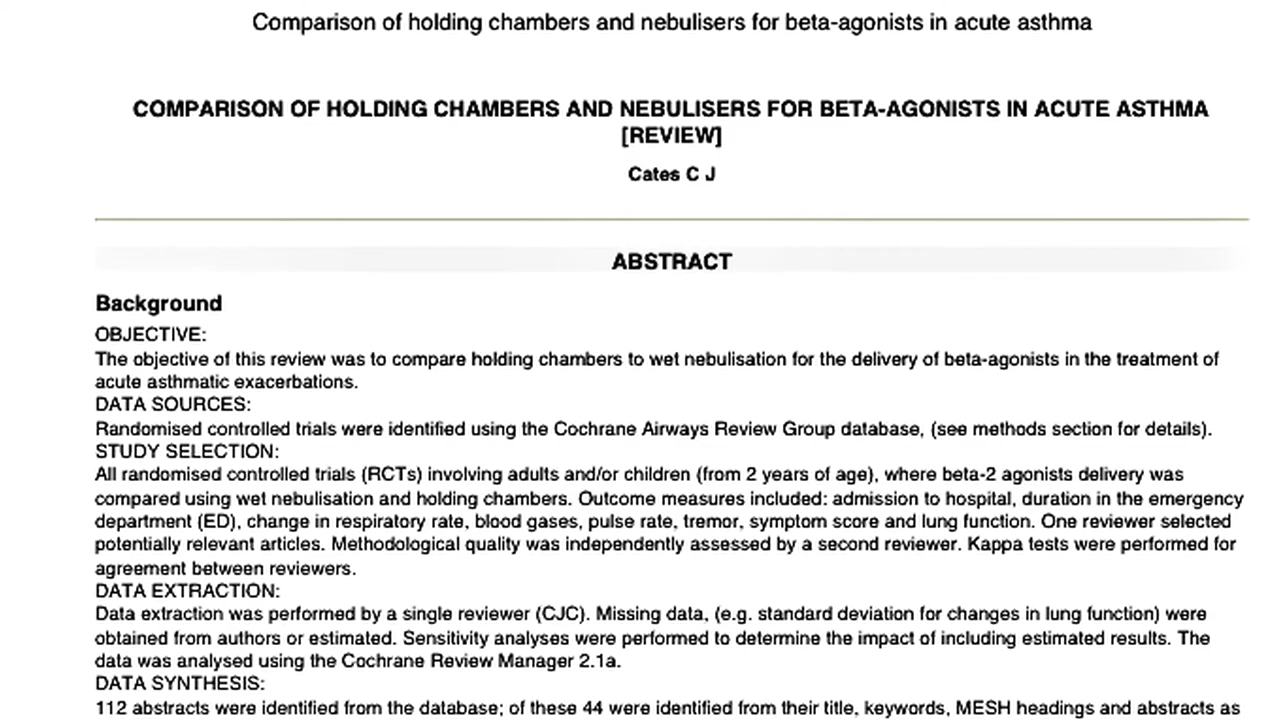 Comparison of holding chambers and nebulisers for beta-agonists in acute asthma
COMPARISON OF HOLDING CHAMBERS AND NEBULISERS FOR BETA-AGONISTS IN ACUTE ASTHMA
[REVIEW]
Cates C J
ABSTRACT
Background
OBJECTIVE:
The objective of this review was to compare holding chambers to wet nebulisation for the delivery of beta-agonists in the treatment of
acute asthmatic exacerbations.
DATA SOURCES:
Randomised controlled trials were identified using the Cochrane Airways Review Group database, (see methods section for details).
STUDY SELECTION:
All randomised controlled trials (RCTs) involving adults and/or children (from 2 years of age), where beta-2 agonists delivery was
compared using wet nebulisation and holding chambers. Outcome measures included: admission to hospital, duration in the emergency
department (ED), change in respiratory rate, blood gases, pulse rate, tremor, symptom score and lung function. One reviewer selected
potentially relevant articles. Methodological quality was independently assessed by a second reviewer. Kappa tests were performed for
agreement between reviewers.
DATA EXTRACTION:
Data extraction was performed by a single reviewer (CJC). Missing data, (e.g. standard deviation for changes in lung function) were
obtained from authors or estimated. Sensitivity analyses were performed to determine the impact of including estimated results. The
data was analysed using the Cochrane Review Manager 2.1a.
DATA SYNTHESIS:
112 abstracts were identified from the database; of these 44 were identified from their title, keywords, MESH headings and abstracts as